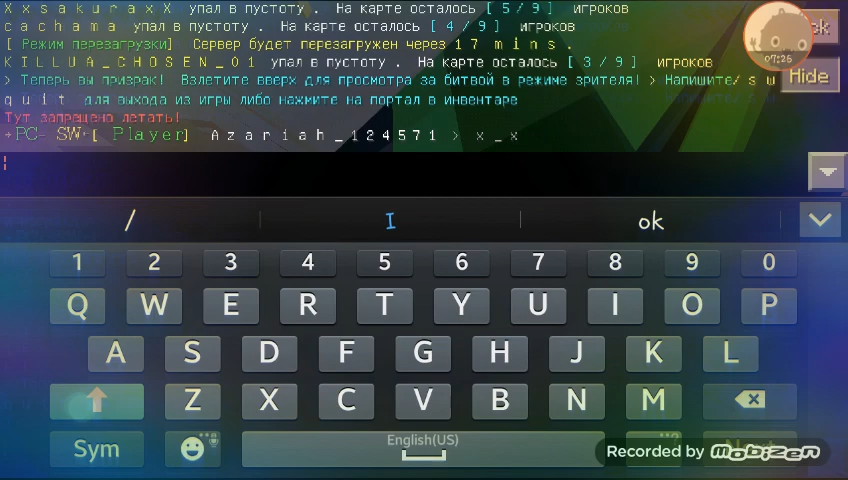 XxsakuraxX упал в пустоту. На карте осталось [5/9] игроков
cachama упал в пустоту. На карте осталось [4/9] игроков
[Режим перезагрузки] Сервер будет перезагружен через 17 mins.
KILLUA_CHOSEN_01 упал в пустоту. На карте осталось [3/9] игроков
> Теперь вы призрак! Взлетите вверх для просмотра за битвой в режиме зрителя! > Напишите/sw
quit для выхода из игры либо нажмите на портал в инвентаре
Тут запрещено летать!
+PC- SW+[Player] Azariah_124571 > x_x
07:26
Hide
/ I ok
1 2 3 4 5 6 7 8 9 0
Q W E R T Y U I O P
A S D F G H J K L
Z X C V B N M
Sym English(US)
Recorded by mobizen